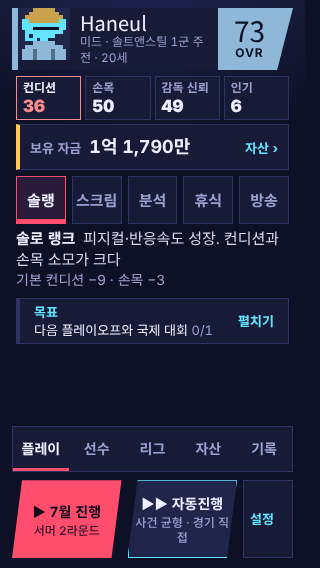 Haneul
미드 · 솔트앤스틸 1군 주
전 · 20세
73
OVR
컨디션
36
손목
50
감독 신뢰
49
인기
6
보유 자금 1억 1,790만
자산 ›
솔랭
스크림
분석
휴식
방송
솔로 랭크 피지컬·반응속도 성장. 컨디션과
손목 소모가 크다
기본 컨디션 −9 · 손목 −3
목표
다음 플레이오프와 국제 대회 0/1
펼치기
플레이
선수
리그
자산
기록
▶ 7월 진행
서머 2라운드
▶▶ 자동진행
사건 균형 · 경기 직
접
설정